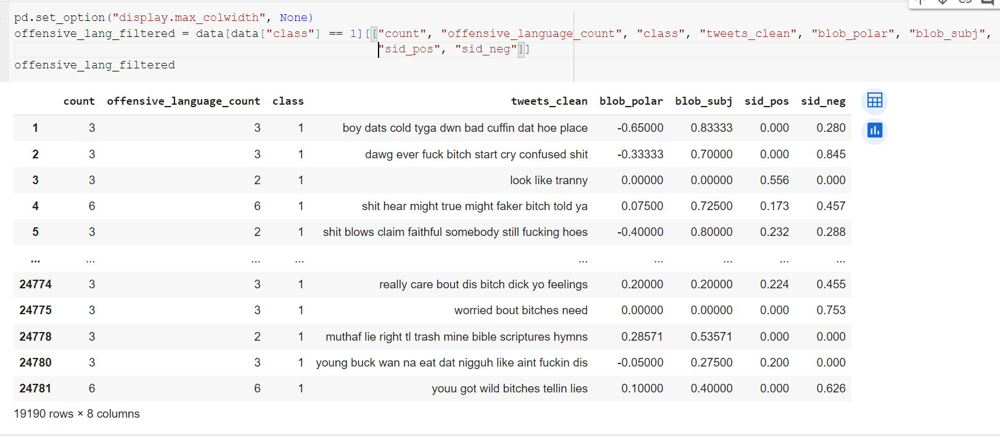 pd.set_option("display.max_colwidth", None)
offensive_lang_filtered = data[data["class"] == 1][["count", "offensive_language_count", "class", "tweets_clean", "blob_polar", "blob_subj",
"sid_pos", "sid_neg"]]
offensive_lang_filtered
count offensive_language_count class tweets_clean blob_polar blob_subj sid_pos sid_neg
1 3 3 1 boy dats cold tyga dwn bad cuffin dat hoe place -0.65000 0.83333 0.000 0.280
2 3 3 1 dawg ever fuck bitch start cry confused shit -0.33333 0.70000 0.000 0.845
3 3 2 1 look like tranny 0.00000 0.00000 0.556 0.000
4 6 6 1 shit hear might true might faker bitch told ya 0.07500 0.72500 0.173 0.457
5 3 2 1 shit blows claim faithful somebody still fucking hoes -0.40000 0.80000 0.232 0.288
... ... ... ... ... ... ... ... ...
24774 3 3 1 really care bout dis bitch dick yo feelings 0.20000 0.20000 0.224 0.455
24775 3 3 1 worried bout bitches need 0.00000 0.00000 0.000 0.753
24778 3 2 1 muthaf lie right tl trash mine bible scriptures hymns 0.28571 0.53571 0.000 0.000
24780 3 3 1 young buck wan na eat dat nigguh like aint fuckin dis -0.05000 0.27500 0.200 0.000
24781 6 6 1 youu got wild bitches tellin lies 0.10000 0.40000 0.000 0.626
19190 rows × 8 columns